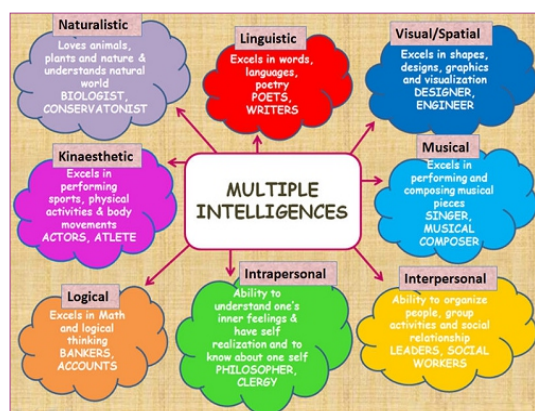 Naturalistic
Loves animals,
plants and nature &
understands natural
world
BIOLOGIST,
CONSERVATONIST
Linguistic
Excels in words,
languages,
poetry
POETS,
WRITERS
Visual/Spatial
Excels in shapes,
designs, graphics
and visualization
DESIGNER,
ENGINEER
Kinaesthetic
Excels in
performing
sports, physical
activities & body
movements
ACTORS, ATLETE
MULTIPLE
INTELLIGENCES
Musical
Excels in
performing and
composing musical
pieces
SINGER,
MUSICAL
COMPOSER
Logical
Excels in Math
and logical
thinking
BANKERS,
ACCOUNTS
Intrapersonal
Ability to
understand one's
inner feelings &
have self
realization and to
know about one self
PHILOSOPHER,
CLERGY
Interpersonal
Ability to organize
people, group
activities and social
relationship
LEADERS, SOCIAL
WORKERS